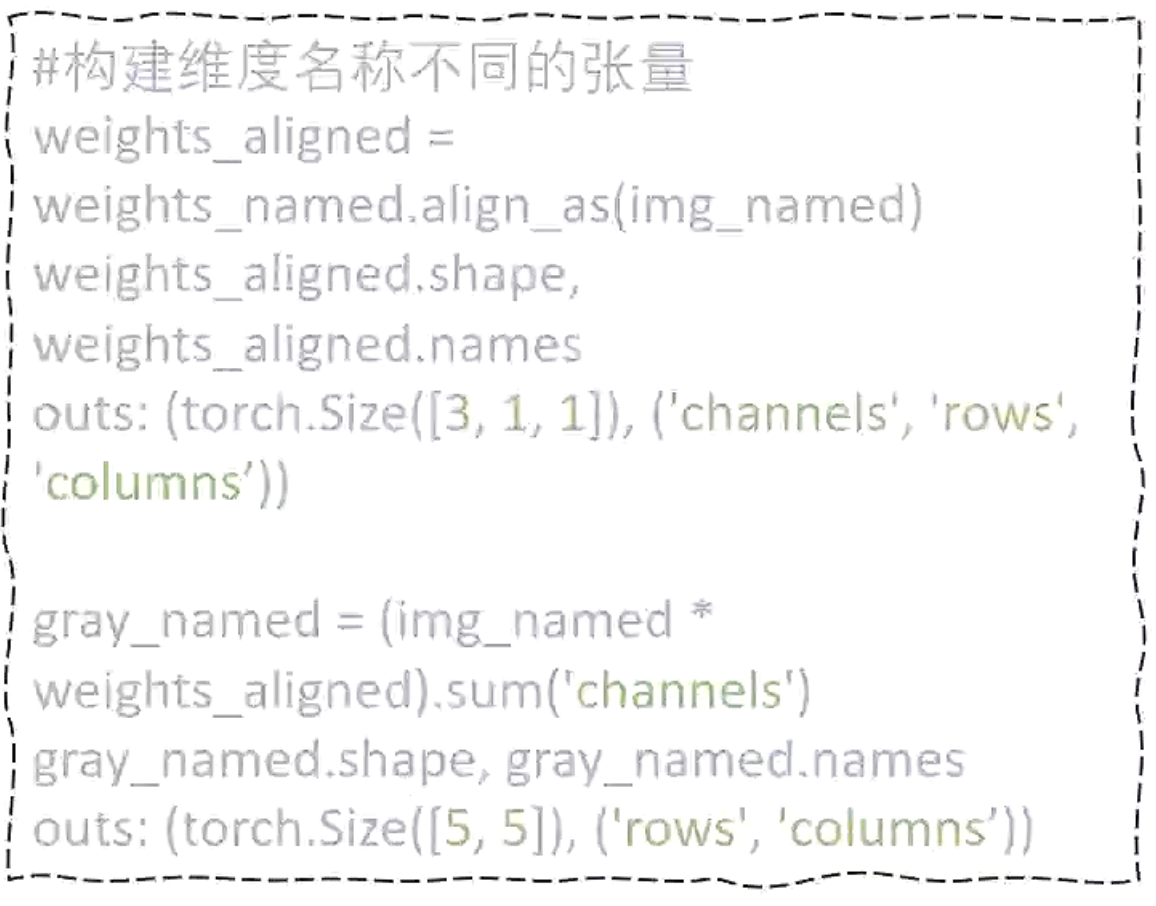 #构建维度名称不同的张量
weights_aligned =
weights_named.align_as(img_named)
weights_aligned.shape,
weights_aligned.names
outs: (torch.Size([3, 1, 1]), ('channels', 'rows',
'columns’))
gray_named = (img_named *
weights_aligned).sum('channels')
gray_named.shape, gray_named.names
outs: (torch.Size([5, 5]), ('rows', 'columns’))